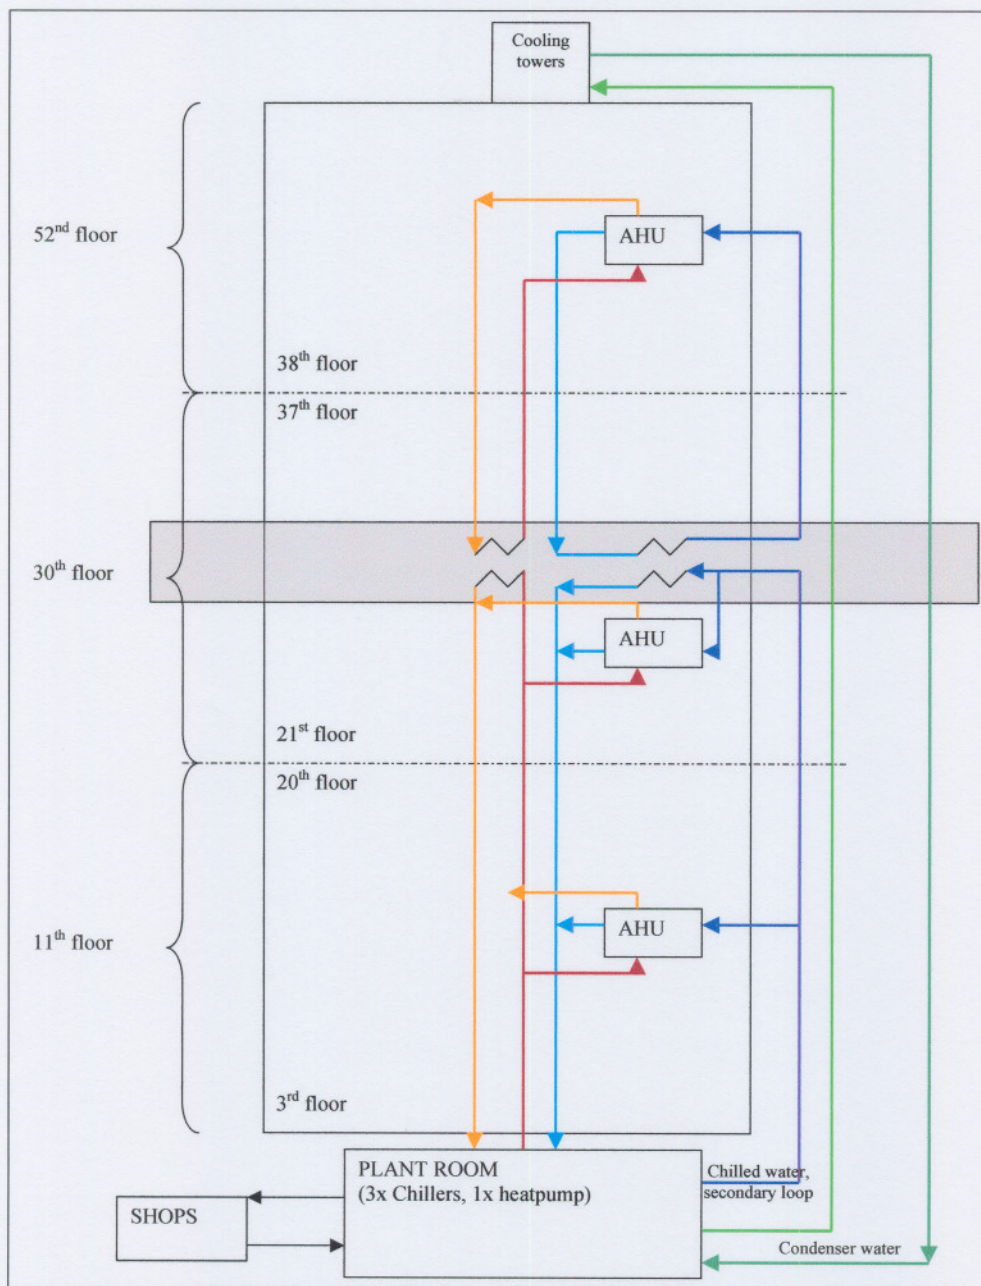 Cooling
towers
52nd floor
AHU
38th floor
37th floor
30th floor
AHU
21st floor
20th floor
11th floor
AHU
3rd floor
PLANT ROOM
(3x Chillers, 1x heatpump)
Chilled water,
secondary loop
SHOPS
Condenser water